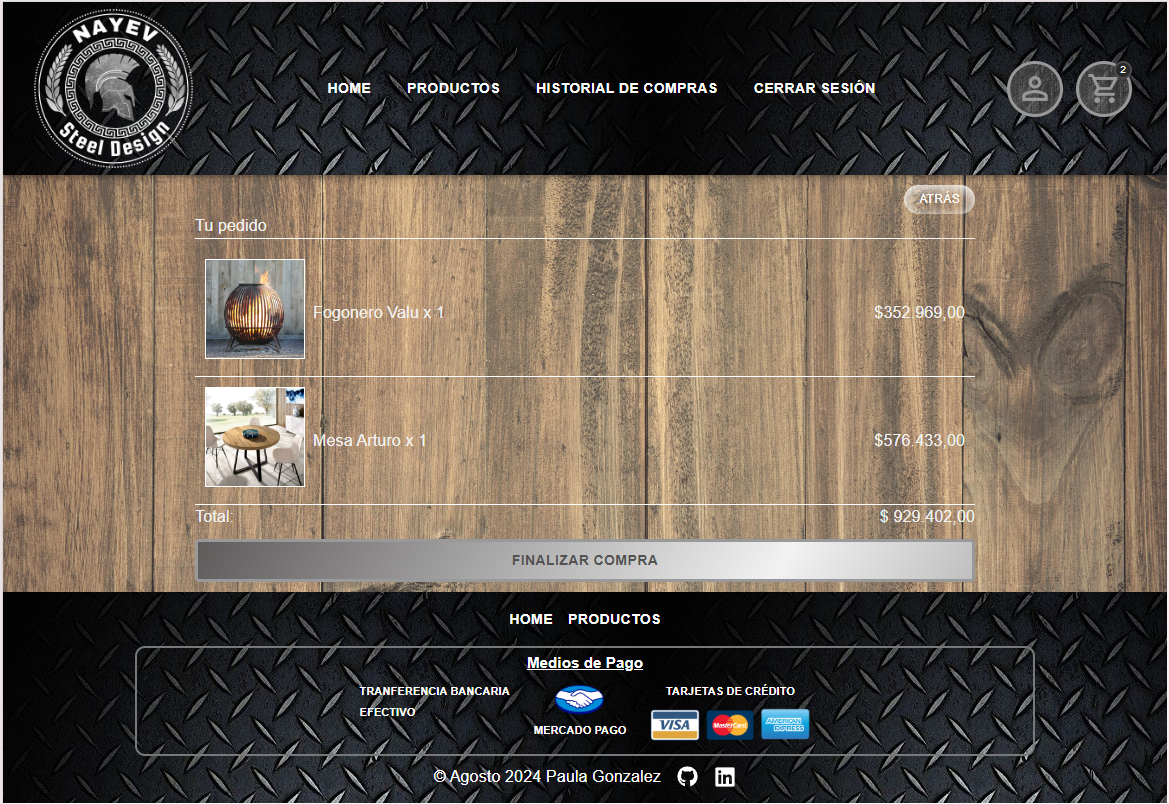 NAYEV
Steel Design
HOME PRODUCTOS HISTORIAL DE COMPRAS CERRAR SESIÓN
2
ATRÁS
Tu pedido
Fogonero Valu x 1 $352.969,00
Mesa Arturo x 1 $576.433,00
Total: $ 929.402,00
FINALIZAR COMPRA
HOME PRODUCTOS
Medios de Pago
TRANFERENCIA BANCARIA
EFECTIVO
MERCADO PAGO
TARJETAS DE CRÉDITO
VISA MasterCard AMERICAN EXPRESS
© Agosto 2024 Paula Gonzalez
in